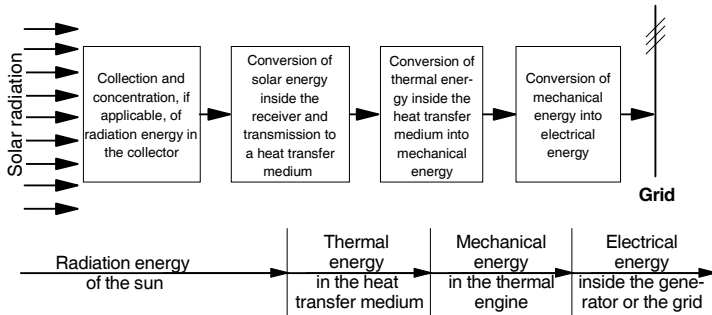 Solar radiation
Collection and
concentration, if
applicable, of
radiation energy in
the collector
Conversion of
solar energy
inside the
receiver and
transmission to
a heat transfer
medium
Conversion of
thermal ener-
gy inside the
heat transfer
medium into
mechanical
energy
Conversion of
mechanical
energy into
electrical
energy
Grid
Radiation energy
of the sun
Thermal
energy
in the heat
transfer medium
Mechanical
energy
in the thermal
engine
Electrical
energy
inside the gene-
rator or the grid